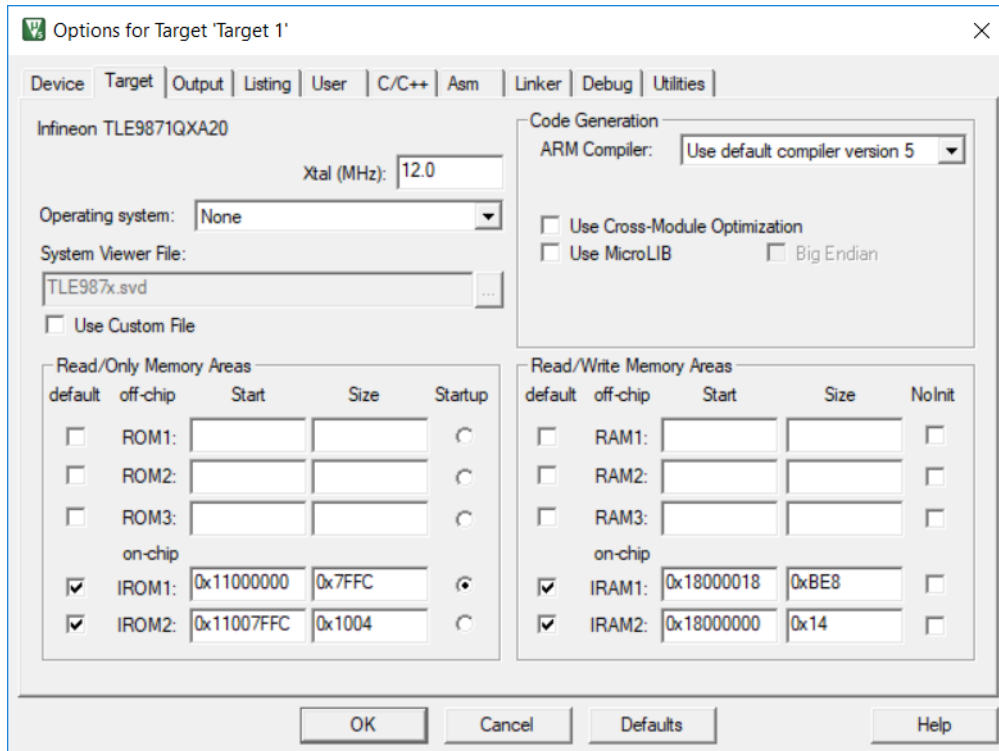 Options for Target 'Target 1'
Device Target Output Listing User C/C++ Asm Linker Debug Utilities
Infineon TLE9871QXA20
Xtal (MHz): 12.0
Operating system: None
System Viewer File:
TLE987x.svd ...
Use Custom File
Code Generation
ARM Compiler: Use default compiler version 5
Use Cross-Module Optimization
Use MicroLIB Big Endian
Read/Only Memory Areas
default off-chip Start Size Startup
ROM1:
ROM2:
ROM3:
on-chip
IROM1: 0x11000000 0x7FFC
IROM2: 0x11007FFC 0x1004
Read/Write Memory Areas
default off-chip Start Size NoInit
RAM1:
RAM2:
RAM3:
on-chip
IRAM1: 0x18000018 0xBE8
IRAM2: 0x18000000 0x14
OK Cancel Defaults Help